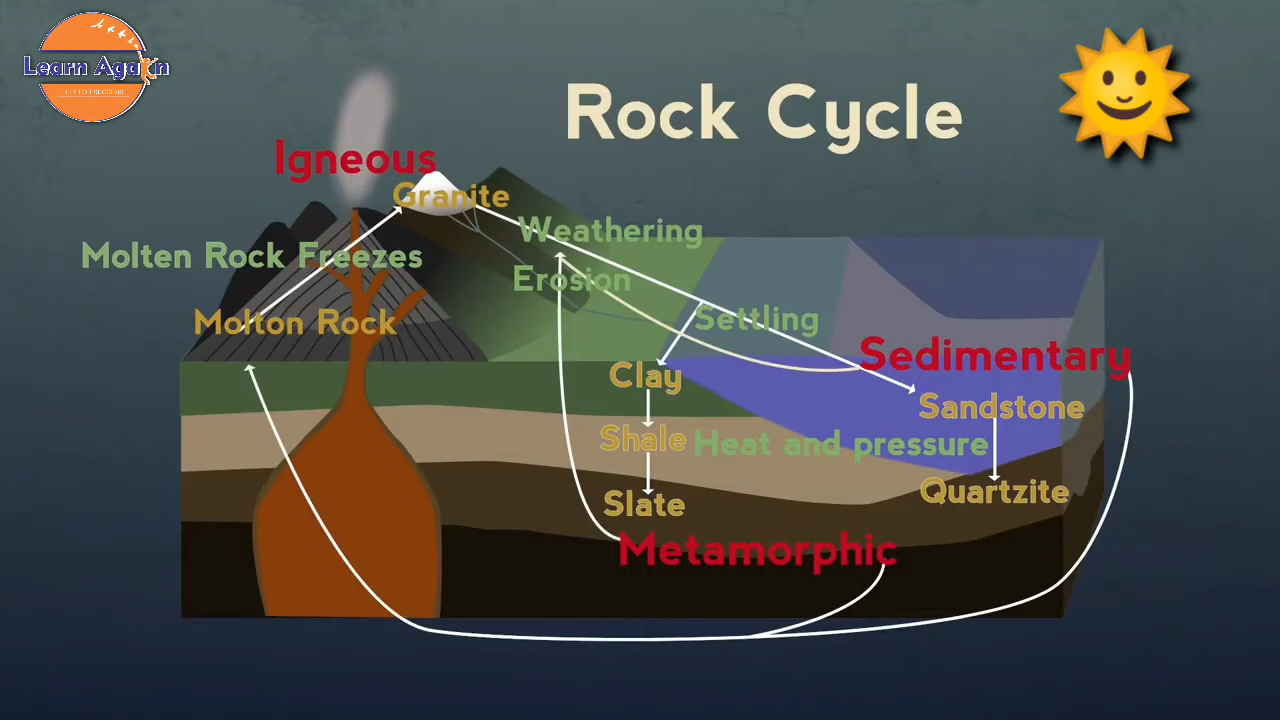 Learn Again
Rock Cycle
Igneous
Granite
Weathering
Molten Rock Freezes
Erosion
Molton Rock
Settling
Sedimentary
Clay
Sandstone
Shale
Heat and pressure
Quartzite
Slate
Metamorphic